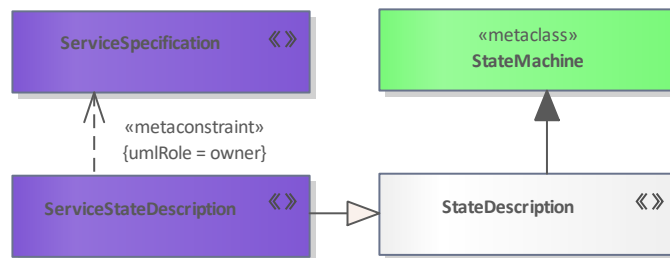 ServiceSpecification «»
«metaclass»
StateMachine
«metaconstraint»
{umlRole = owner}
ServiceStateDescription «»
StateDescription «»